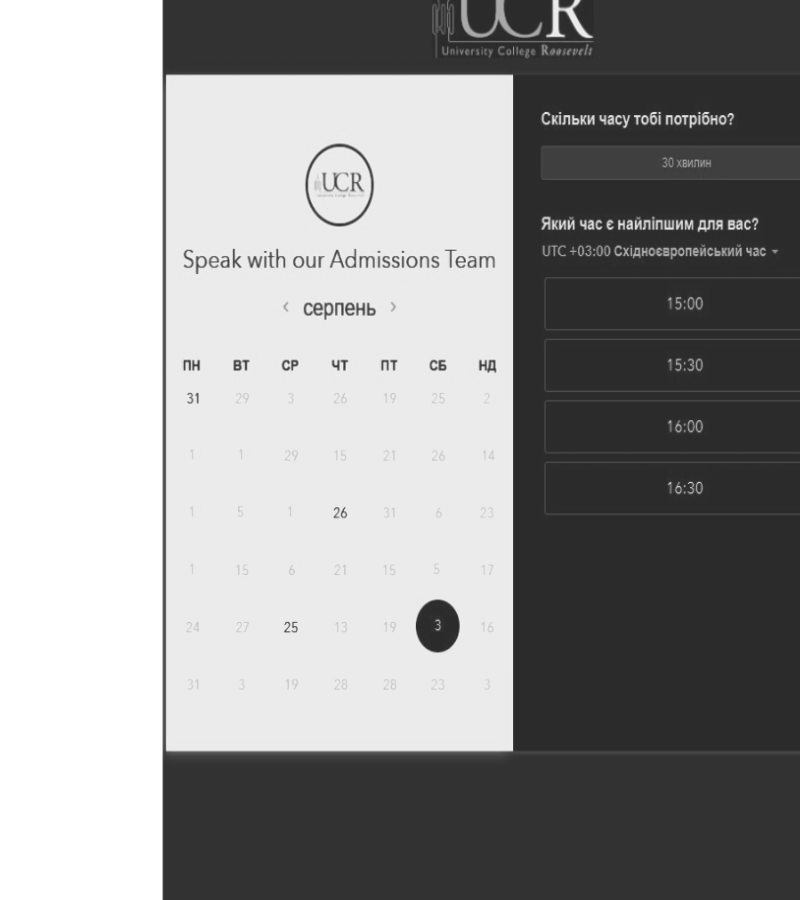 UCR
University College Roosevelt
UCR
Speak with our Admissions Team
< серпень >
ПН ВТ СР ЧТ ПТ СБ НД
31 29 3 26 19 25 2
1 1 29 15 21 26 14
1 5 1 26 31 6 23
1 15 6 21 15 5 17
24 27 25 13 19 3 16
31 3 19 28 28 23 3
Скільки часу тобі потрібно?
30 хвилин
Який час є найліпшим для вас?
UTC +03:00 Східноєвропейський час
15:00
15:30
16:00
16:30